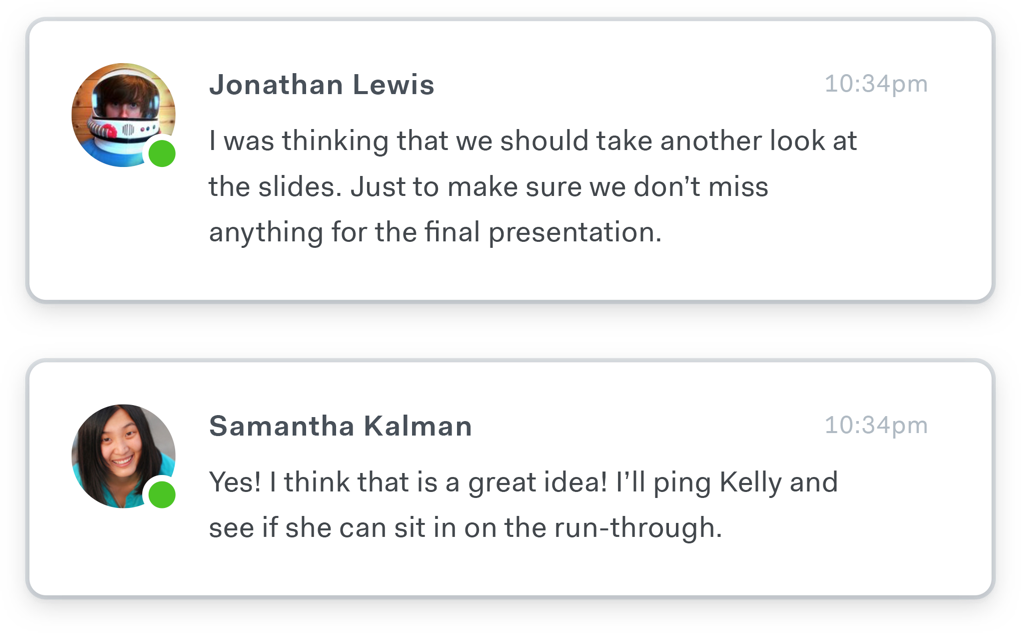 Jonathan Lewis
10:34pm
I was thinking that we should take another look at
the slides. Just to make sure we don’t miss
anything for the final presentation.
Samantha Kalman
10:34pm
Yes! I think that is a great idea! I’ll ping Kelly and
see if she can sit in on the run-through.